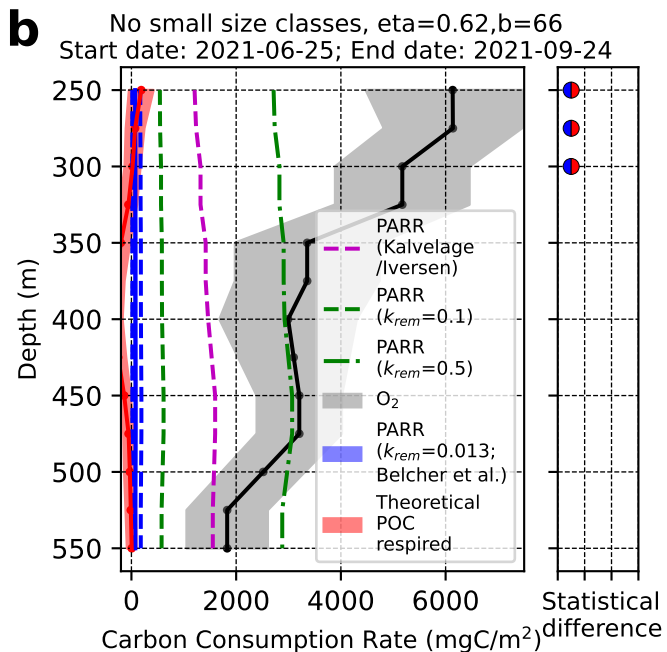 b
No small size classes, eta=0.62,b=66
Start date: 2021-06-25; End date: 2021-09-24
250
300
350
400
450
500
550
Depth (m)
PARR
(Kalvelage
/Iversen)
PARR
(k_rem=0.1)
PARR
(k_rem=0.5)
O₂
PARR
(k_rem=0.013;
Belcher et al.)
Theoretical
POC
respired
0 2000 4000 6000
Carbon Consumption Rate (mgC/m²)
Statistical
difference